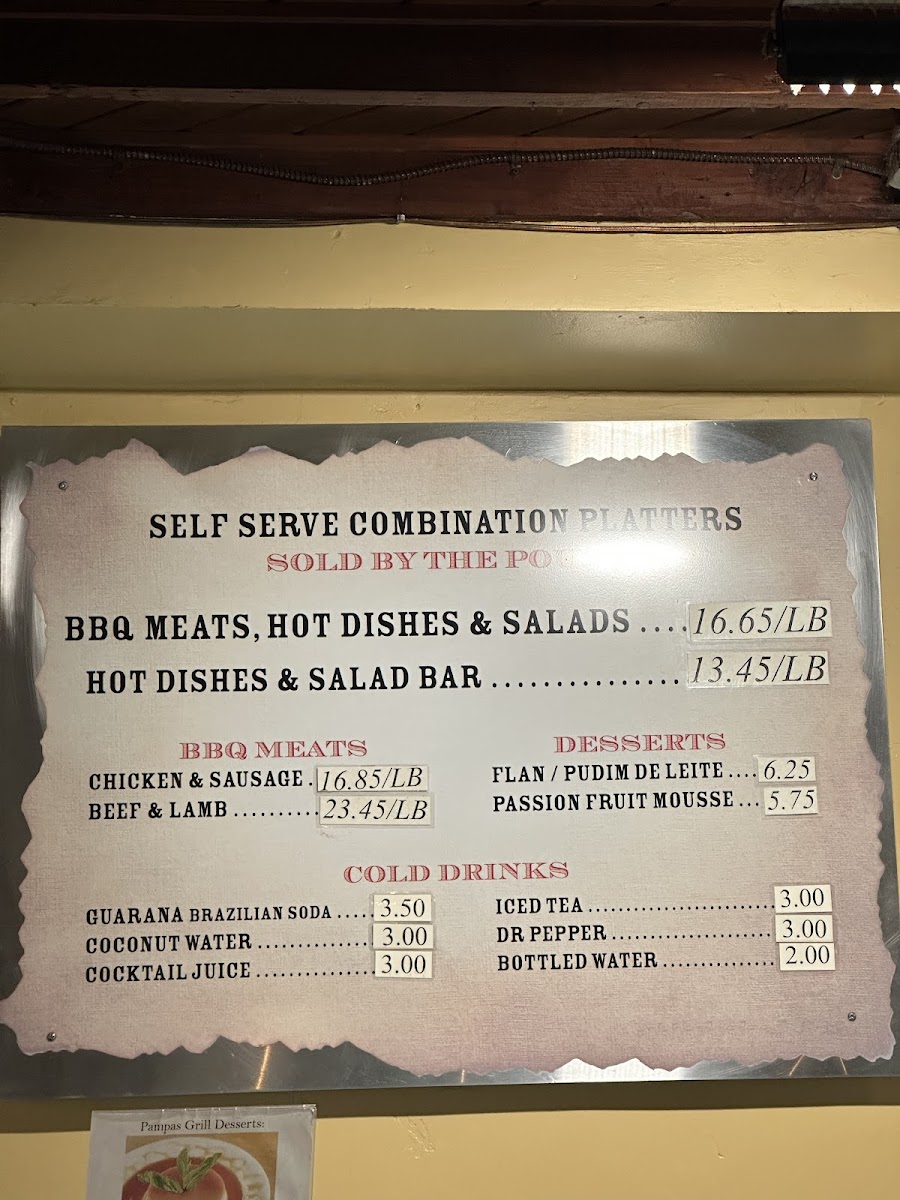 SELF SERVE COMBINATION PLATTERS
SOLD BY THE
BBQ MEATS, HOT DISHES & SALADS ....16.65/LB
HOT DISHES & SALAD BAR ...............13.45/LB
BBQ MEATS
CHICKEN & SAUSAGE .16.85/LB
BEEF & LAMB ..........23.45/LB
DESSERTS
FLAN / PUDIM DE LEITE ....6.25
PASSION FRUIT MOUSSE ...5.75
COLD DRINKS
GUARANA BRAZILIAN SODA .....3.50
COCONUT WATER ...............3.00
COCKTAIL JUICE ................3.00
ICED TEA .........................3.00
DR PEPPER ......................3.00
BOTTLED WATER ...............2.00
Pampas Grill Desserts: